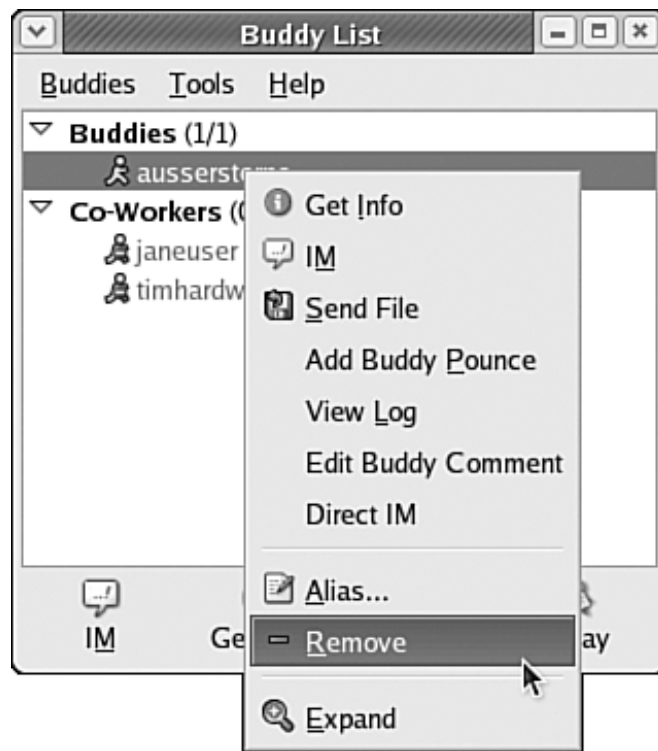 Buddy List
Buddies Tools Help
Buddies (1/1)
Co-Workers
janeuser
Get Info
IM
Send File
Add Buddy Pounce
View Log
Edit Buddy Comment
Direct IM
Alias...
Remove
Expand
IM